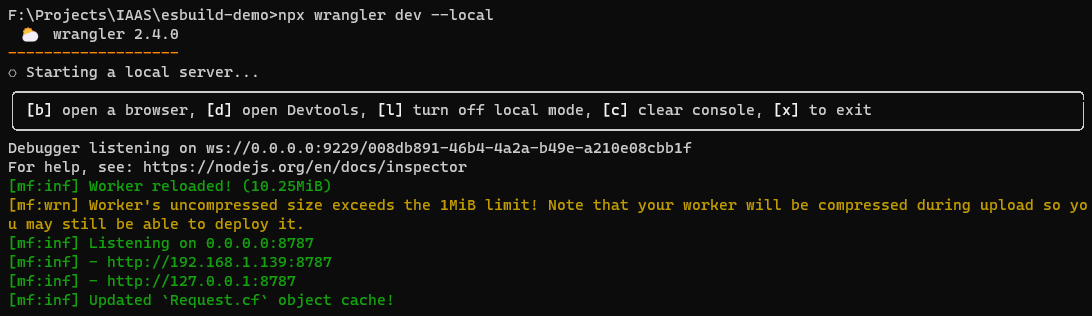 F:\Projects\IAAS\esbuild-demo>npx wrangler dev --local
⛅ wrangler 2.4.0
-------------------
⎔ Starting a local server...
[b] open a browser, [d] open Devtools, [l] turn off local mode, [c] clear console, [x] to exit
Debugger listening on ws://0.0.0.0:9229/008db891-46b4-4a2a-b49e-a210e08cbb1f
For help, see: https://nodejs.org/en/docs/inspector
[mf:inf] Worker reloaded! (10.25MiB)
[mf:wrn] Worker's uncompressed size exceeds the 1MiB limit! Note that your worker will be compressed during upload so yo
u may still be able to deploy it.
[mf:inf] Listening on 0.0.0.0:8787
[mf:inf] - http://192.168.1.139:8787
[mf:inf] - http://127.0.0.1:8787
[mf:inf] Updated `Request.cf` object cache!